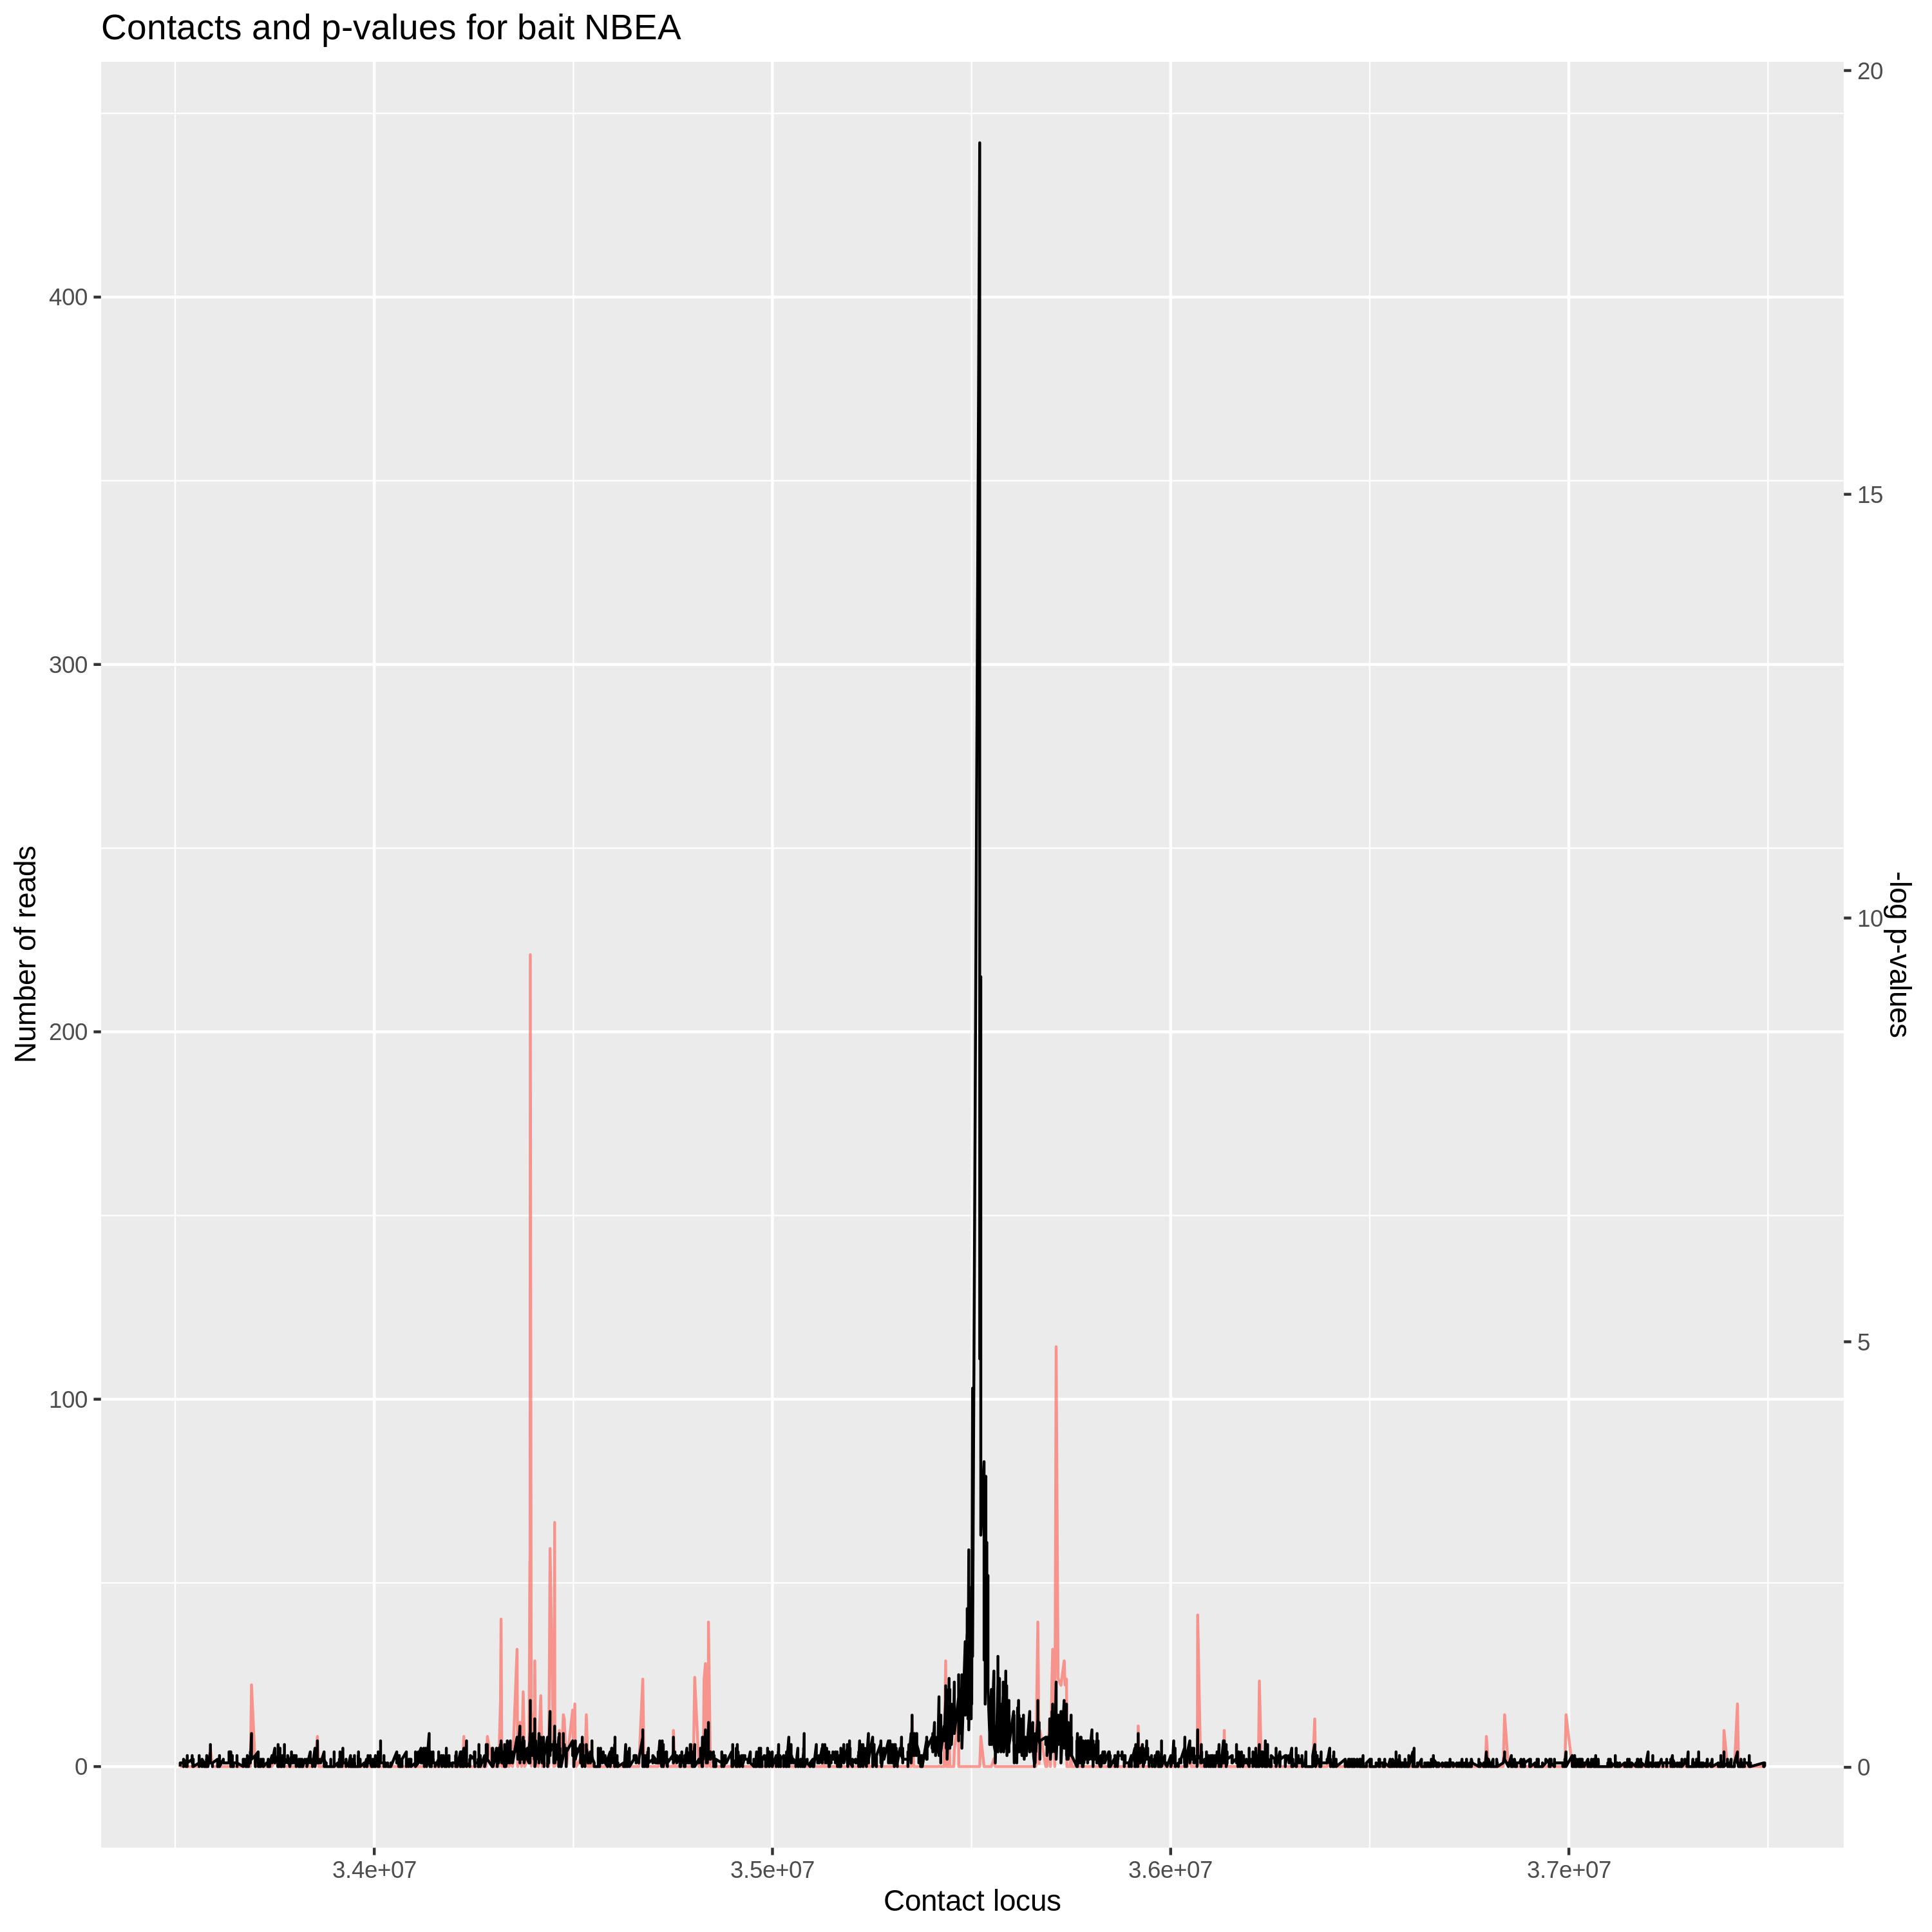 Contacts and p-values for bait NBEA
20
15
10
5
0
-log p-values
400
300
200
100
0
Number of reads
3.4e+07 3.5e+07 3.6e+07 3.7e+07
Contact locus